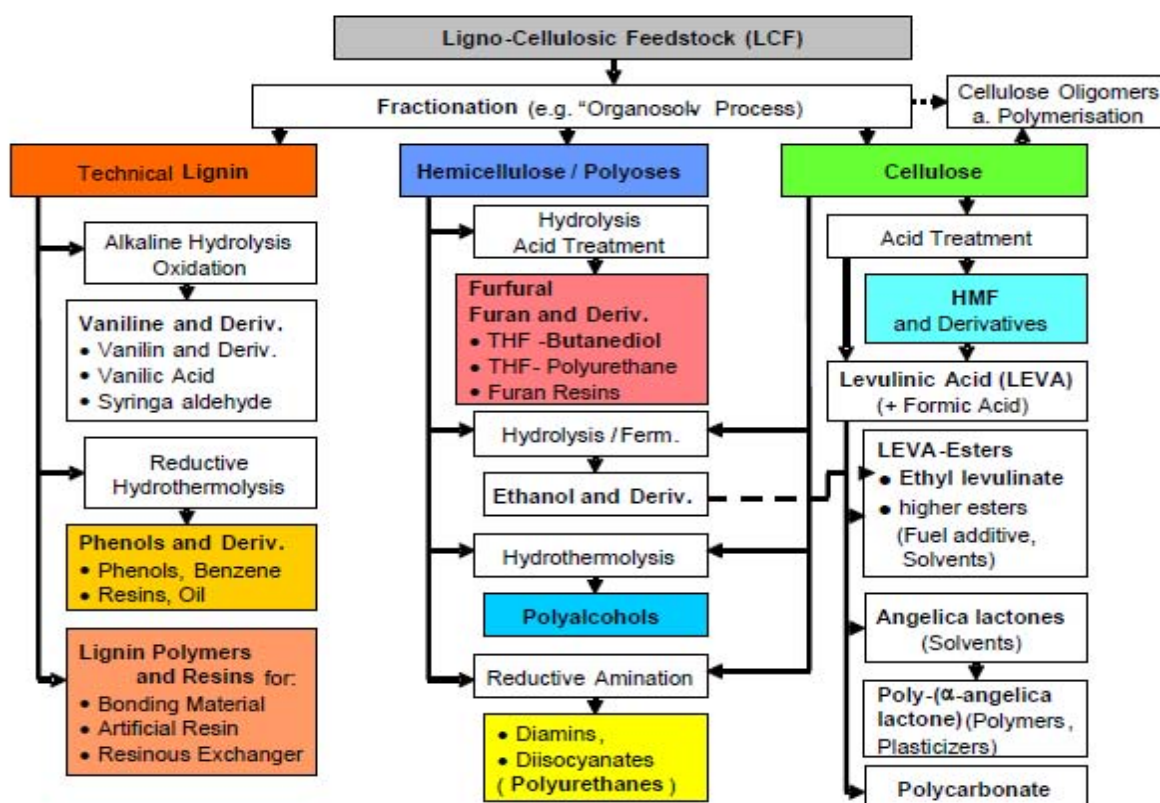 Ligno-Cellulosic Feedstock (LCF)
Fractionation (e.g. “Organosolv Process)
Cellulose Oligomers
a. Polymerisation
Technical Lignin
Alkaline Hydrolysis
Oxidation
Vaniline and Deriv.
● Vanilin and Deriv.
● Vanilic Acid
● Syringa aldehyde
Reductive
Hydrothermolysis
Phenols and Deriv.
● Phenols, Benzene
● Resins, Oil
Lignin Polymers
and Resins for:
● Bonding Material
● Artificial Resin
● Resinous Exchanger
Hemicellulose / Polyoses
Hydrolysis
Acid Treatment
Furfural
Furan and Deriv.
● THF -Butanediol
● THF- Polyurethane
● Furan Resins
Hydrolysis / Ferm.
Ethanol and Deriv.
Hydrothermolysis
Polyalcohols
Reductive Amination
● Diamins,
● Diisocyanates
( Polyurethanes)
Cellulose
Acid Treatment
HMF
and Derivatives
Levulinic Acid (LEVA)
(+ Formic Acid)
LEVA-Esters
● Ethyl levulinate
● higher esters
(Fuel additive,
Solvents)
Angelica lactones
(Solvents)
Poly-(α-angelica
lactone) (Polymers,
Plasticizers)
Polycarbonate